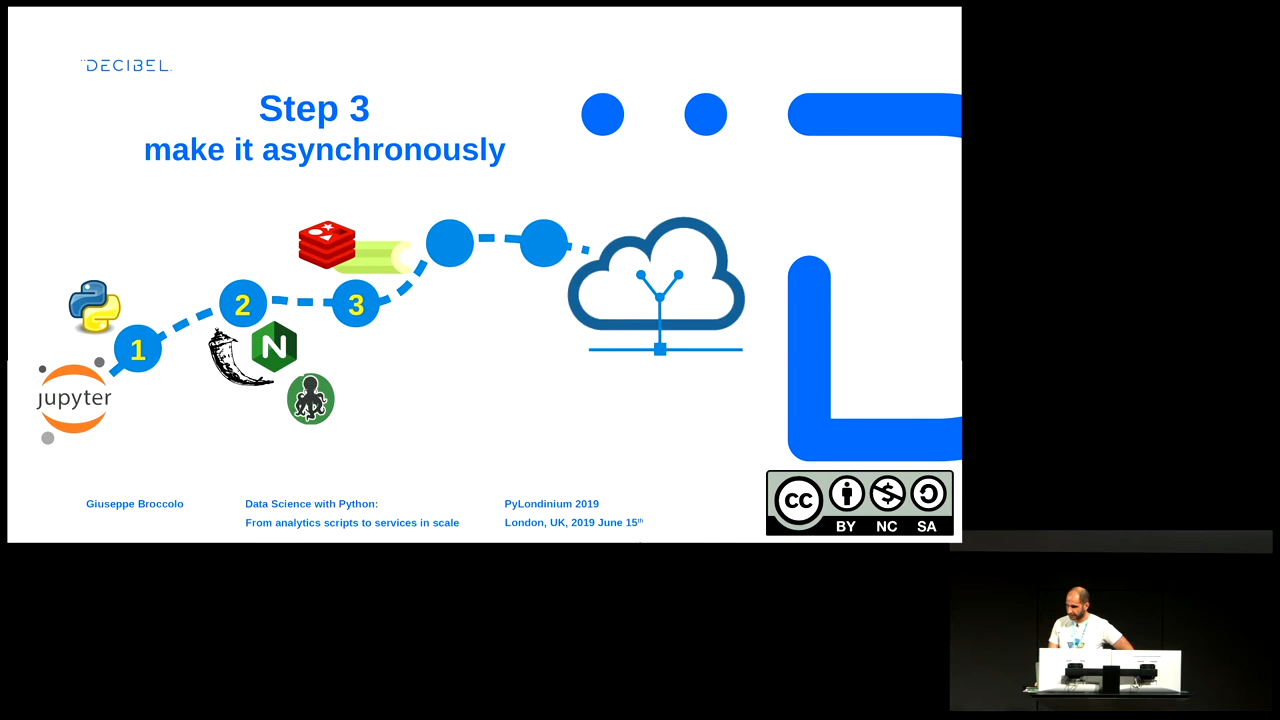 DECIBEL
Step 3
make it asynchronously
1
2
3
N
jupyter
Giuseppe Broccolo
Data Science with Python:
From analytics scripts to services in scale
PyLondinium 2019
London, UK, 2019 June 15th
CC
BY NC SA